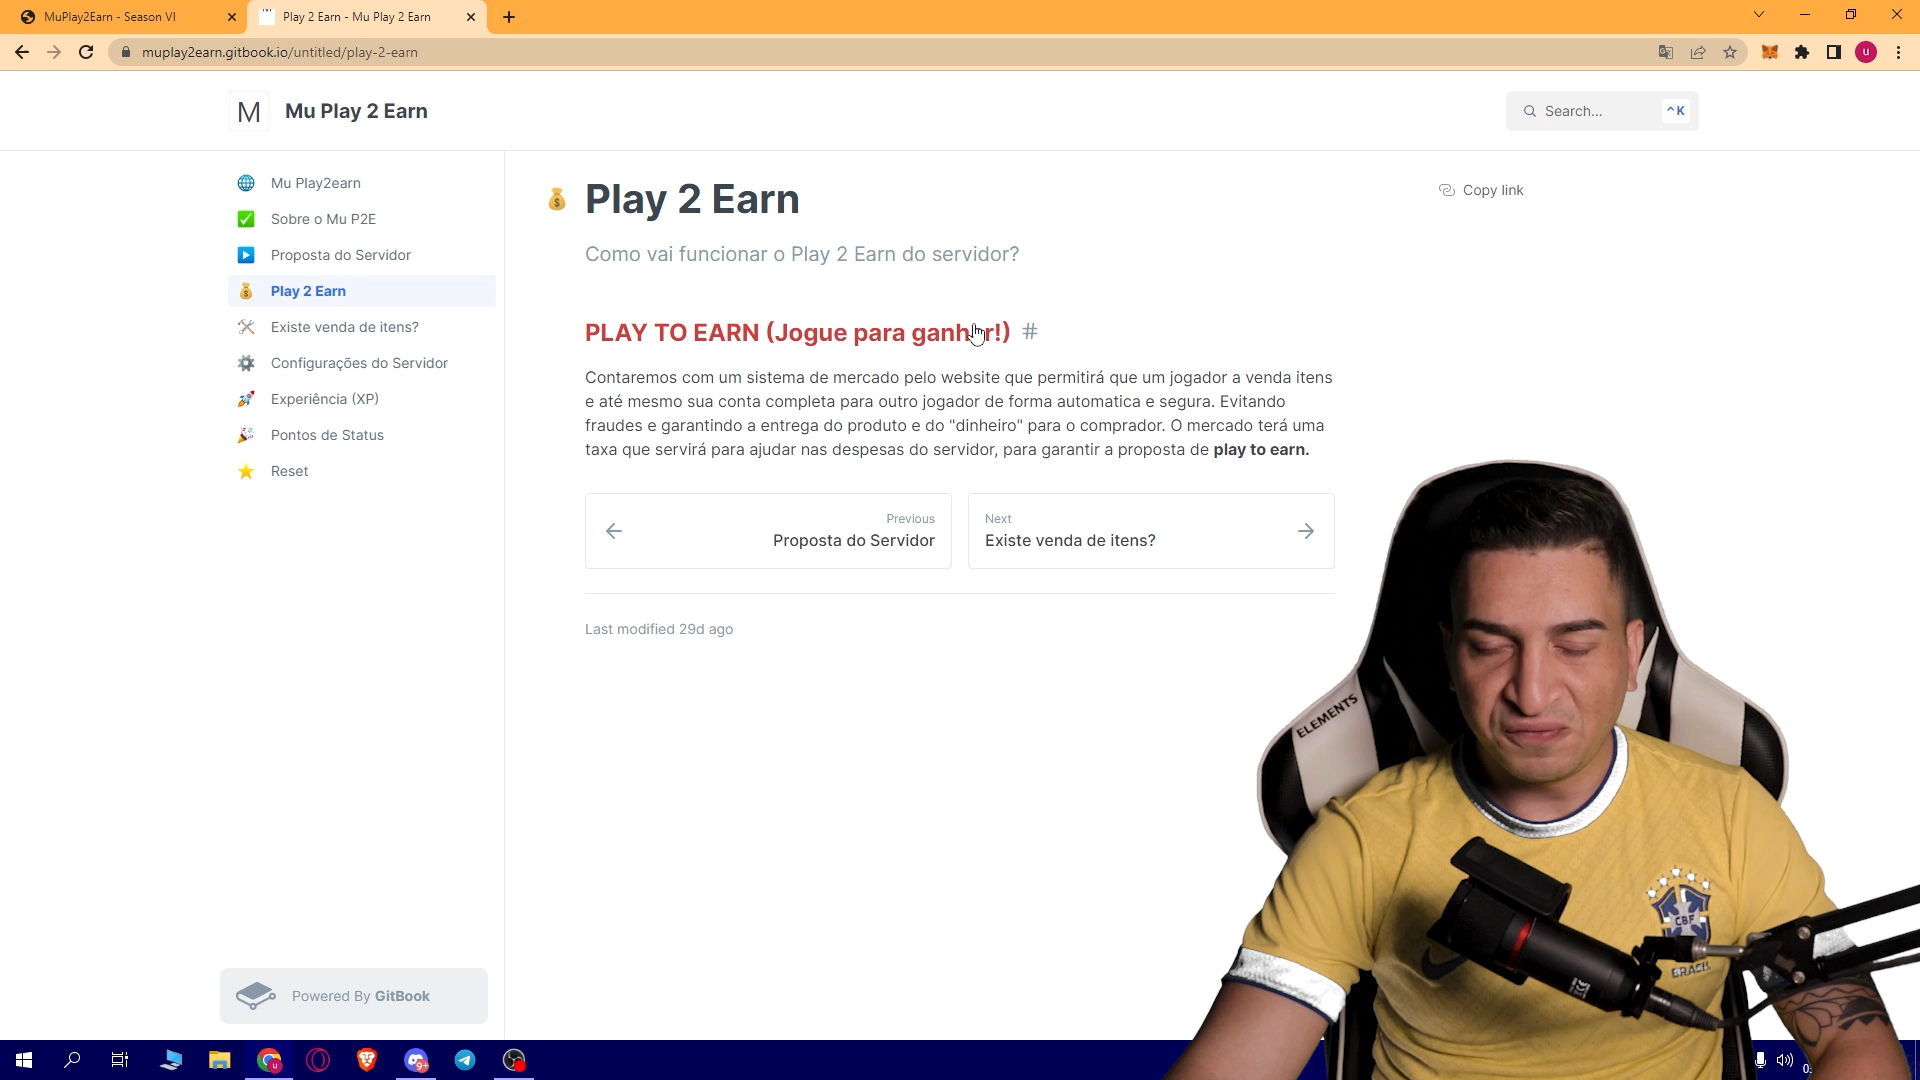 MuPlay2Earn - Season VI
Play 2 Earn - Mu Play 2 Earn
muplay2earn.gitbook.io/untitled/play-2-earn
u
M
Mu Play 2 Earn
Search...
^K
Mu Play2earn
Sobre o Mu P2E
Proposta do Servidor
Play 2 Earn
Existe venda de itens?
Configurações do Servidor
Experiência (XP)
Pontos de Status
Reset
Play 2 Earn
Copy link
Como vai funcionar o Play 2 Earn do servidor?
PLAY TO EARN (Jogue para ganhar!) #
Contaremos com um sistema de mercado pelo website que permitirá que um jogador a venda itens
e até mesmo sua conta completa para outro jogador de forma automatica e segura. Evitando
fraudes e garantindo a entrega do produto e do "dinheiro" para o comprador. O mercado terá uma
taxa que servirá para ajudar nas despesas do servidor, para garantir a proposta de play to earn.
Previous
Proposta do Servidor
Next
Existe venda de itens?
Last modified 29d ago
ELEMENTS
CBF
BRASIL
Powered By GitBook
9+